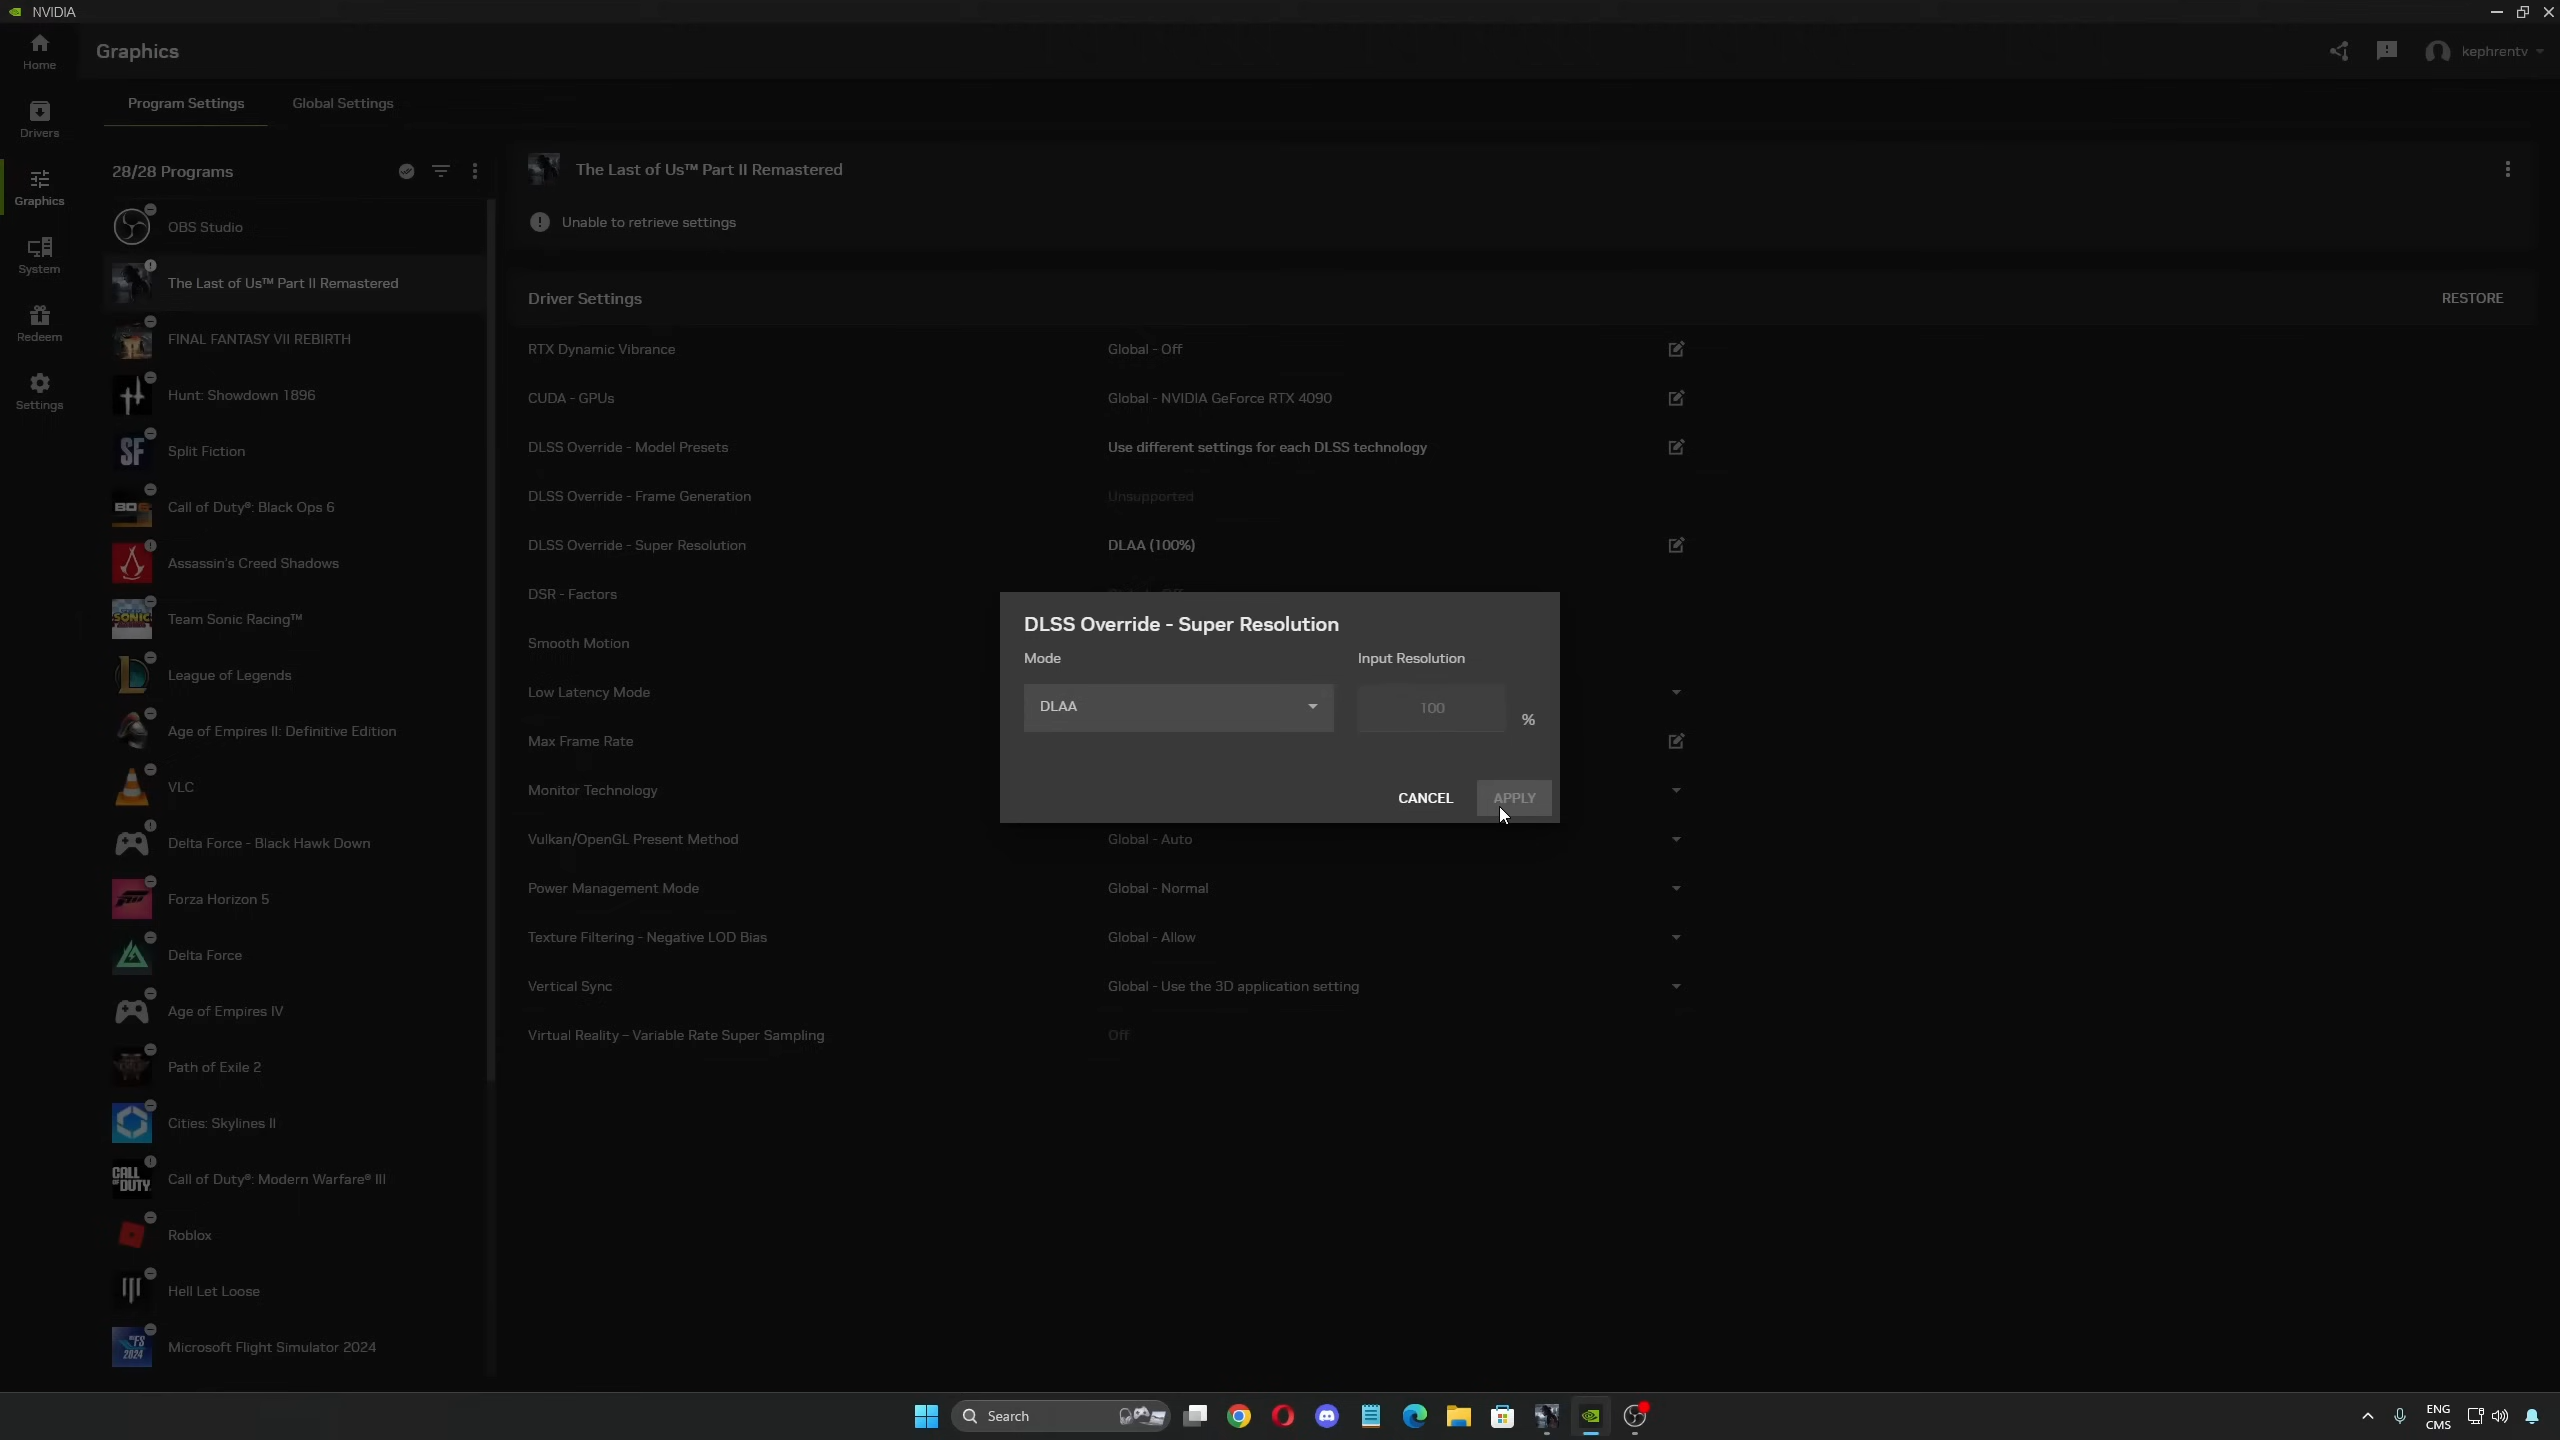 NVIDIA
Home
Graphics
kephrentv
Program Settings
Global Settings
Drivers
28/28 Programs
The Last of Us™ Part II Remastered
Graphics
OBS Studio
Unable to retrieve settings
System
The Last of Us™ Part II Remastered
Driver Settings
RESTORE
Redeem
FINAL FANTASY VII REBIRTH
RTX Dynamic Vibrance
Global - Off
Settings
Hunt: Showdown 1896
CUDA - GPUs
Global - NVIDIA GeForce RTX 4090
SF
Split Fiction
DLSS Override - Model Presets
Use different settings for each DLSS technology
Call of Duty®: Black Ops 6
DLSS Override - Frame Generation
Unsupported
Assassin's Creed Shadows
DLSS Override - Super Resolution
DLAA (100%)
DSR - Factors
SONIC
Team Sonic Racing™
DLSS Override - Super Resolution
Smooth Motion
Mode
Input Resolution
League of Legends
Low Latency Mode
DLAA
100
%
Age of Empires II: Definitive Edition
Max Frame Rate
VLC
Monitor Technology
CANCEL
APPLY
Delta Force - Black Hawk Down
Vulkan/OpenGL Present Method
Global - Auto
Forza Horizon 5
Power Management Mode
Global - Normal
Delta Force
Texture Filtering - Negative LOD Bias
Global - Allow
Age of Empires IV
Vertical Sync
Global - Use the 3D application setting
Path of Exile 2
Virtual Reality – Variable Rate Super Sampling
Off
Cities: Skylines II
CALL
OF DUTY
Call of Duty®: Modern Warfare® III
Roblox
Hell Let Loose
FS
2024
Microsoft Flight Simulator 2024
Search
ENG
CMS